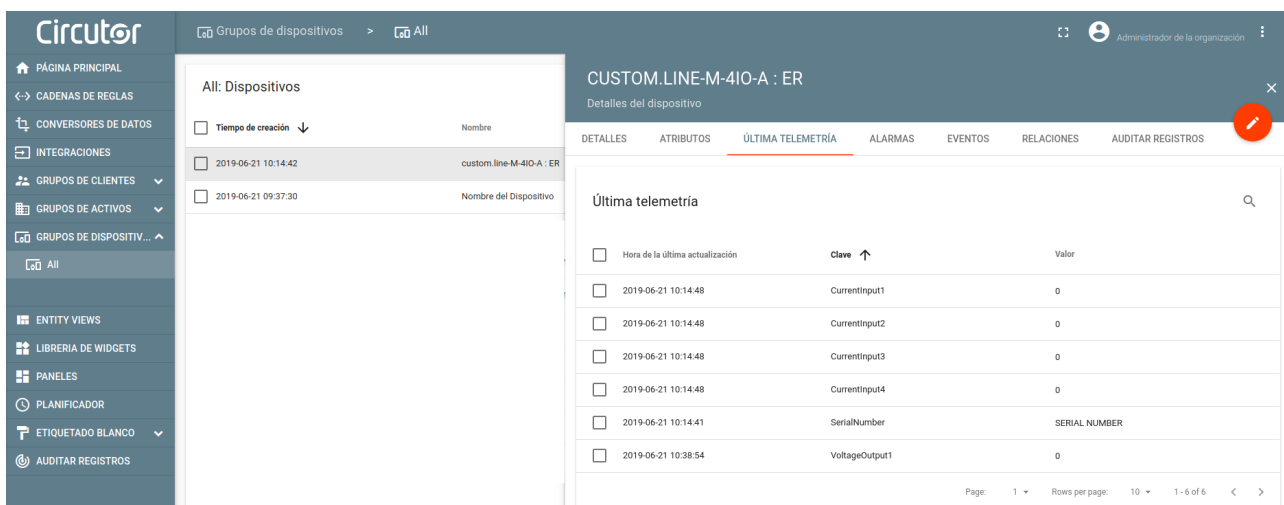 Circutor
Grupos de dispositivos > All
Administrador de la organización
PÁGINA PRINCIPAL
CADENAS DE REGLAS
CONVERSORES DE DATOS
INTEGRACIONES
GRUPOS DE CLIENTES
GRUPOS DE ACTIVOS
GRUPOS DE DISPOSITIV...
All
ENTITY VIEWS
LIBRERIA DE WIDGETS
PANELES
PLANIFICADOR
ETIQUETADO BLANCO
AUDITAR REGISTROS
All: Dispositivos
Tiempo de creación Nombre
2019-06-21 10:14:42 custom.line-M-4IO-A : ER
2019-06-21 09:37:30 Nombre del Dispositivo
CUSTOM.LINE-M-4IO-A : ER
Detalles del dispositivo
DETALLES ATRIBUTOS ÚLTIMA TELEMETRÍA ALARMAS EVENTOS RELACIONES AUDITAR REGISTROS
Última telemetría
Hora de la última actualización Clave Valor
2019-06-21 10:14:48 CurrentInput1 0
2019-06-21 10:14:48 CurrentInput2 0
2019-06-21 10:14:48 CurrentInput3 0
2019-06-21 10:14:48 CurrentInput4 0
2019-06-21 10:14:41 SerialNumber SERIAL NUMBER
2019-06-21 10:38:54 VoltageOutput1 0
Page: 1 Rows per page: 10 1 - 6 of 6